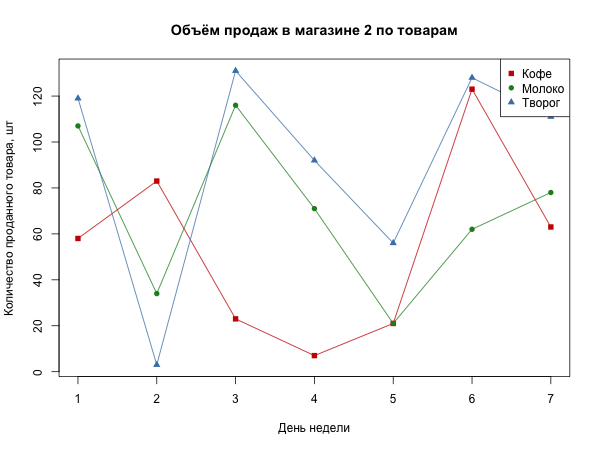 Объём продаж в магазине 2 по товарам
Количество проданного товара, шт
0
20
40
60
80
100
120
Кофе
Молоко
Творог
1 2 3 4 5 6 7
День недели